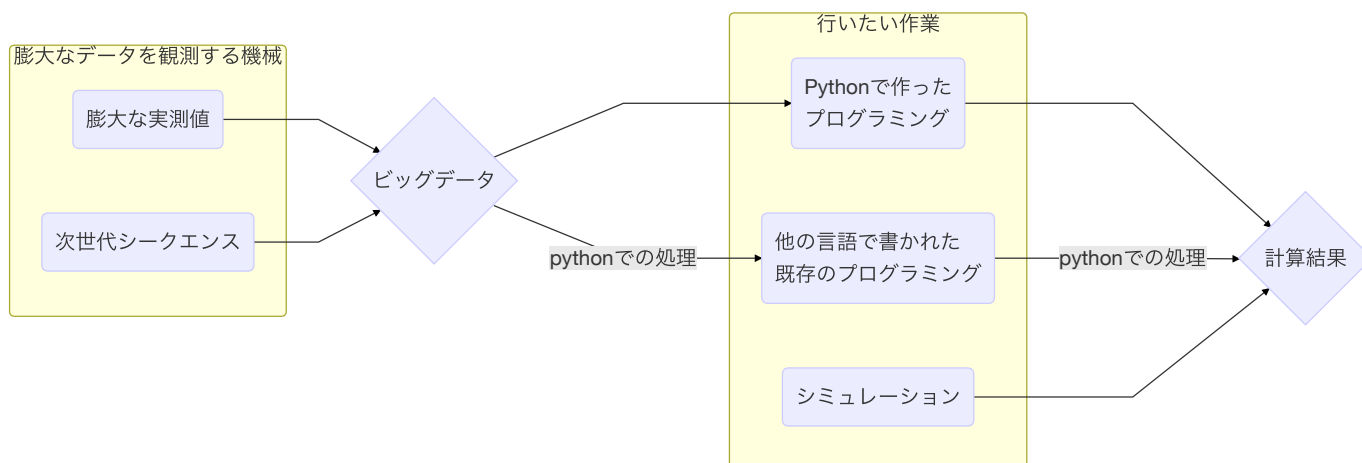 行いたい作業
膨大なデータを観測する機械
膨大な実測値
次世代シークエンス
ビッグデータ
Pythonで作った
プログラミング
pythonでの処理
他の言語で書かれた
既存のプログラミング
シミュレーション
pythonでの処理
計算結果